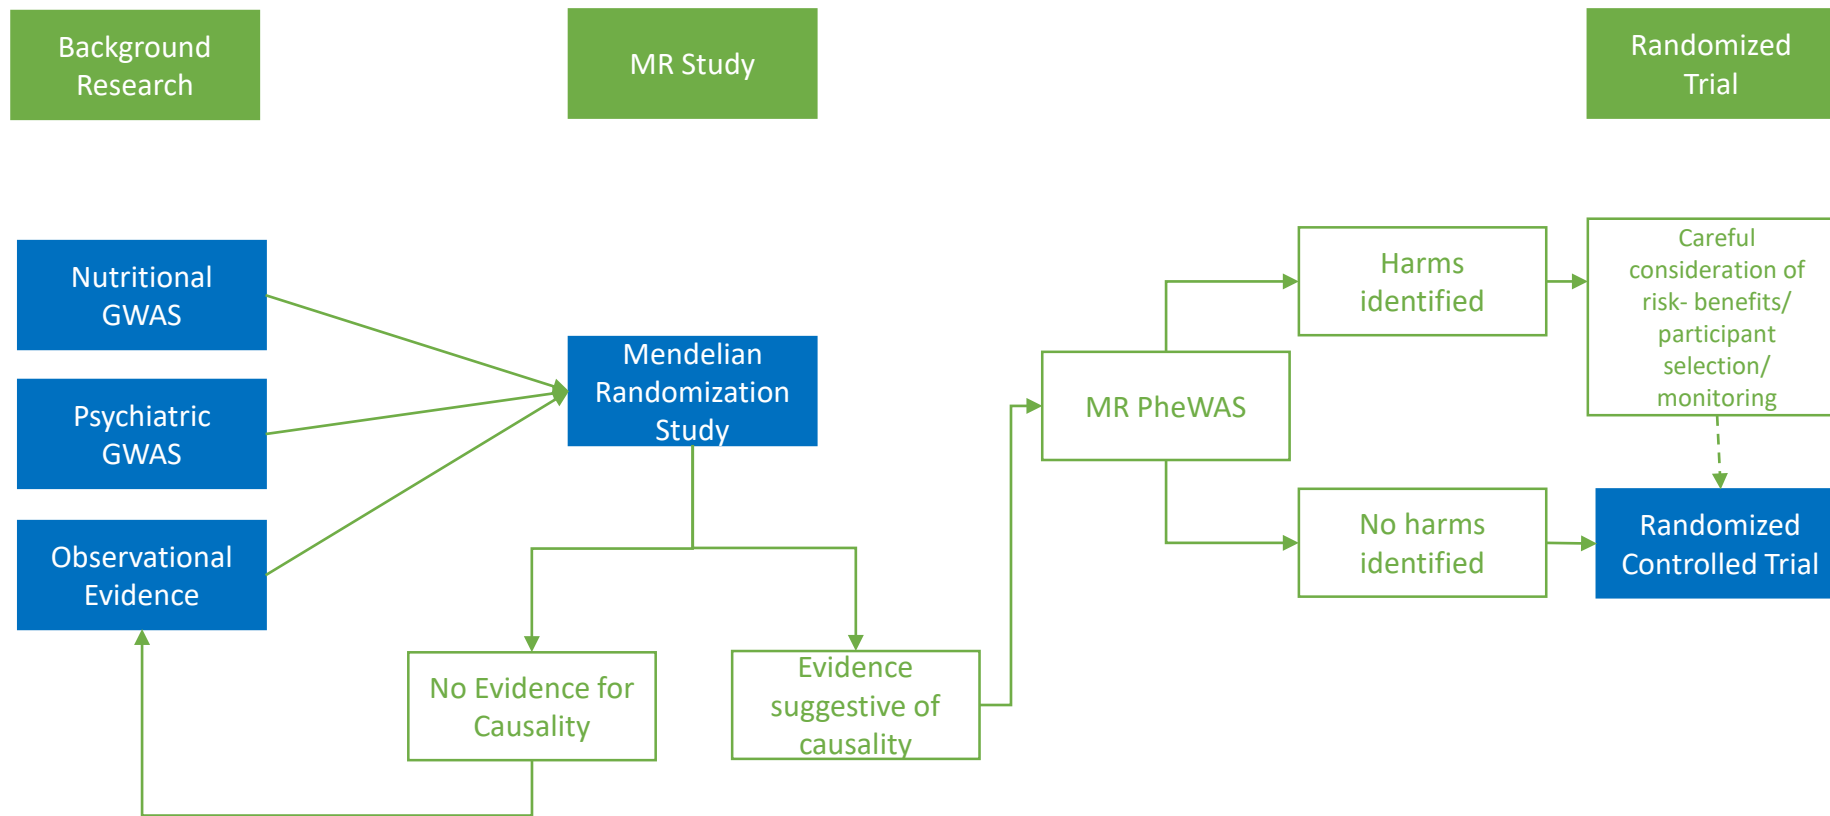 Background
Research
MR Study
Randomized
Trial
Nutritional
GWAS
Psychiatric
GWAS
Observational
Evidence
Mendelian
Randomization
Study
No Evidence for
Causality
Evidence
suggestive of
causality
MR PheWAS
Harms
identified
No harms
identified
Careful
consideration of
risk- benefits/
participant
selection/
monitoring
Randomized
Controlled Trial